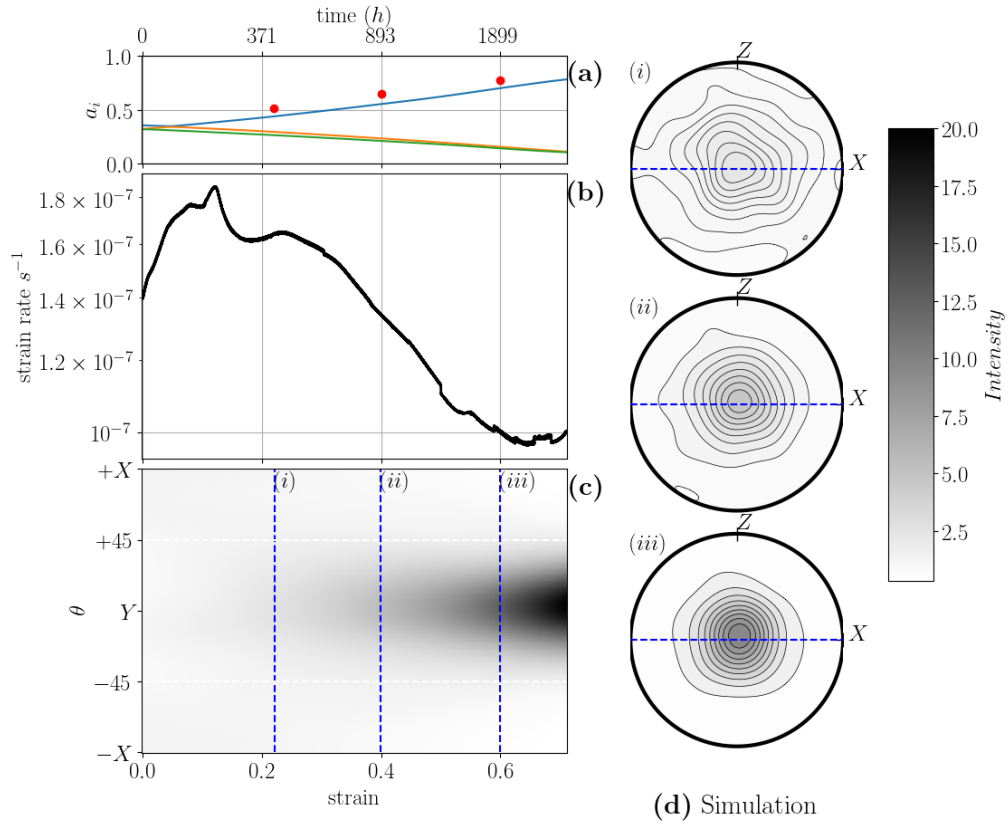 time (h)
0 371 893 1899
1.0
0.5
0.0
a_i
(a)
(b)
1.8 × 10⁻⁷
1.6 × 10⁻⁷
1.4 × 10⁻⁷
1.2 × 10⁻⁷
10⁻⁷
strain rate s⁻¹
(c)
(i) (ii) (iii)
+X
+45
Y
−45
−X
θ
0.0 0.2 0.4 0.6
strain
(i)
Z
X
(ii)
Z
X
(iii)
Z
X
20.0
17.5
15.0
12.5
10.0
7.5
5.0
2.5
Intensity
(d) Simulation